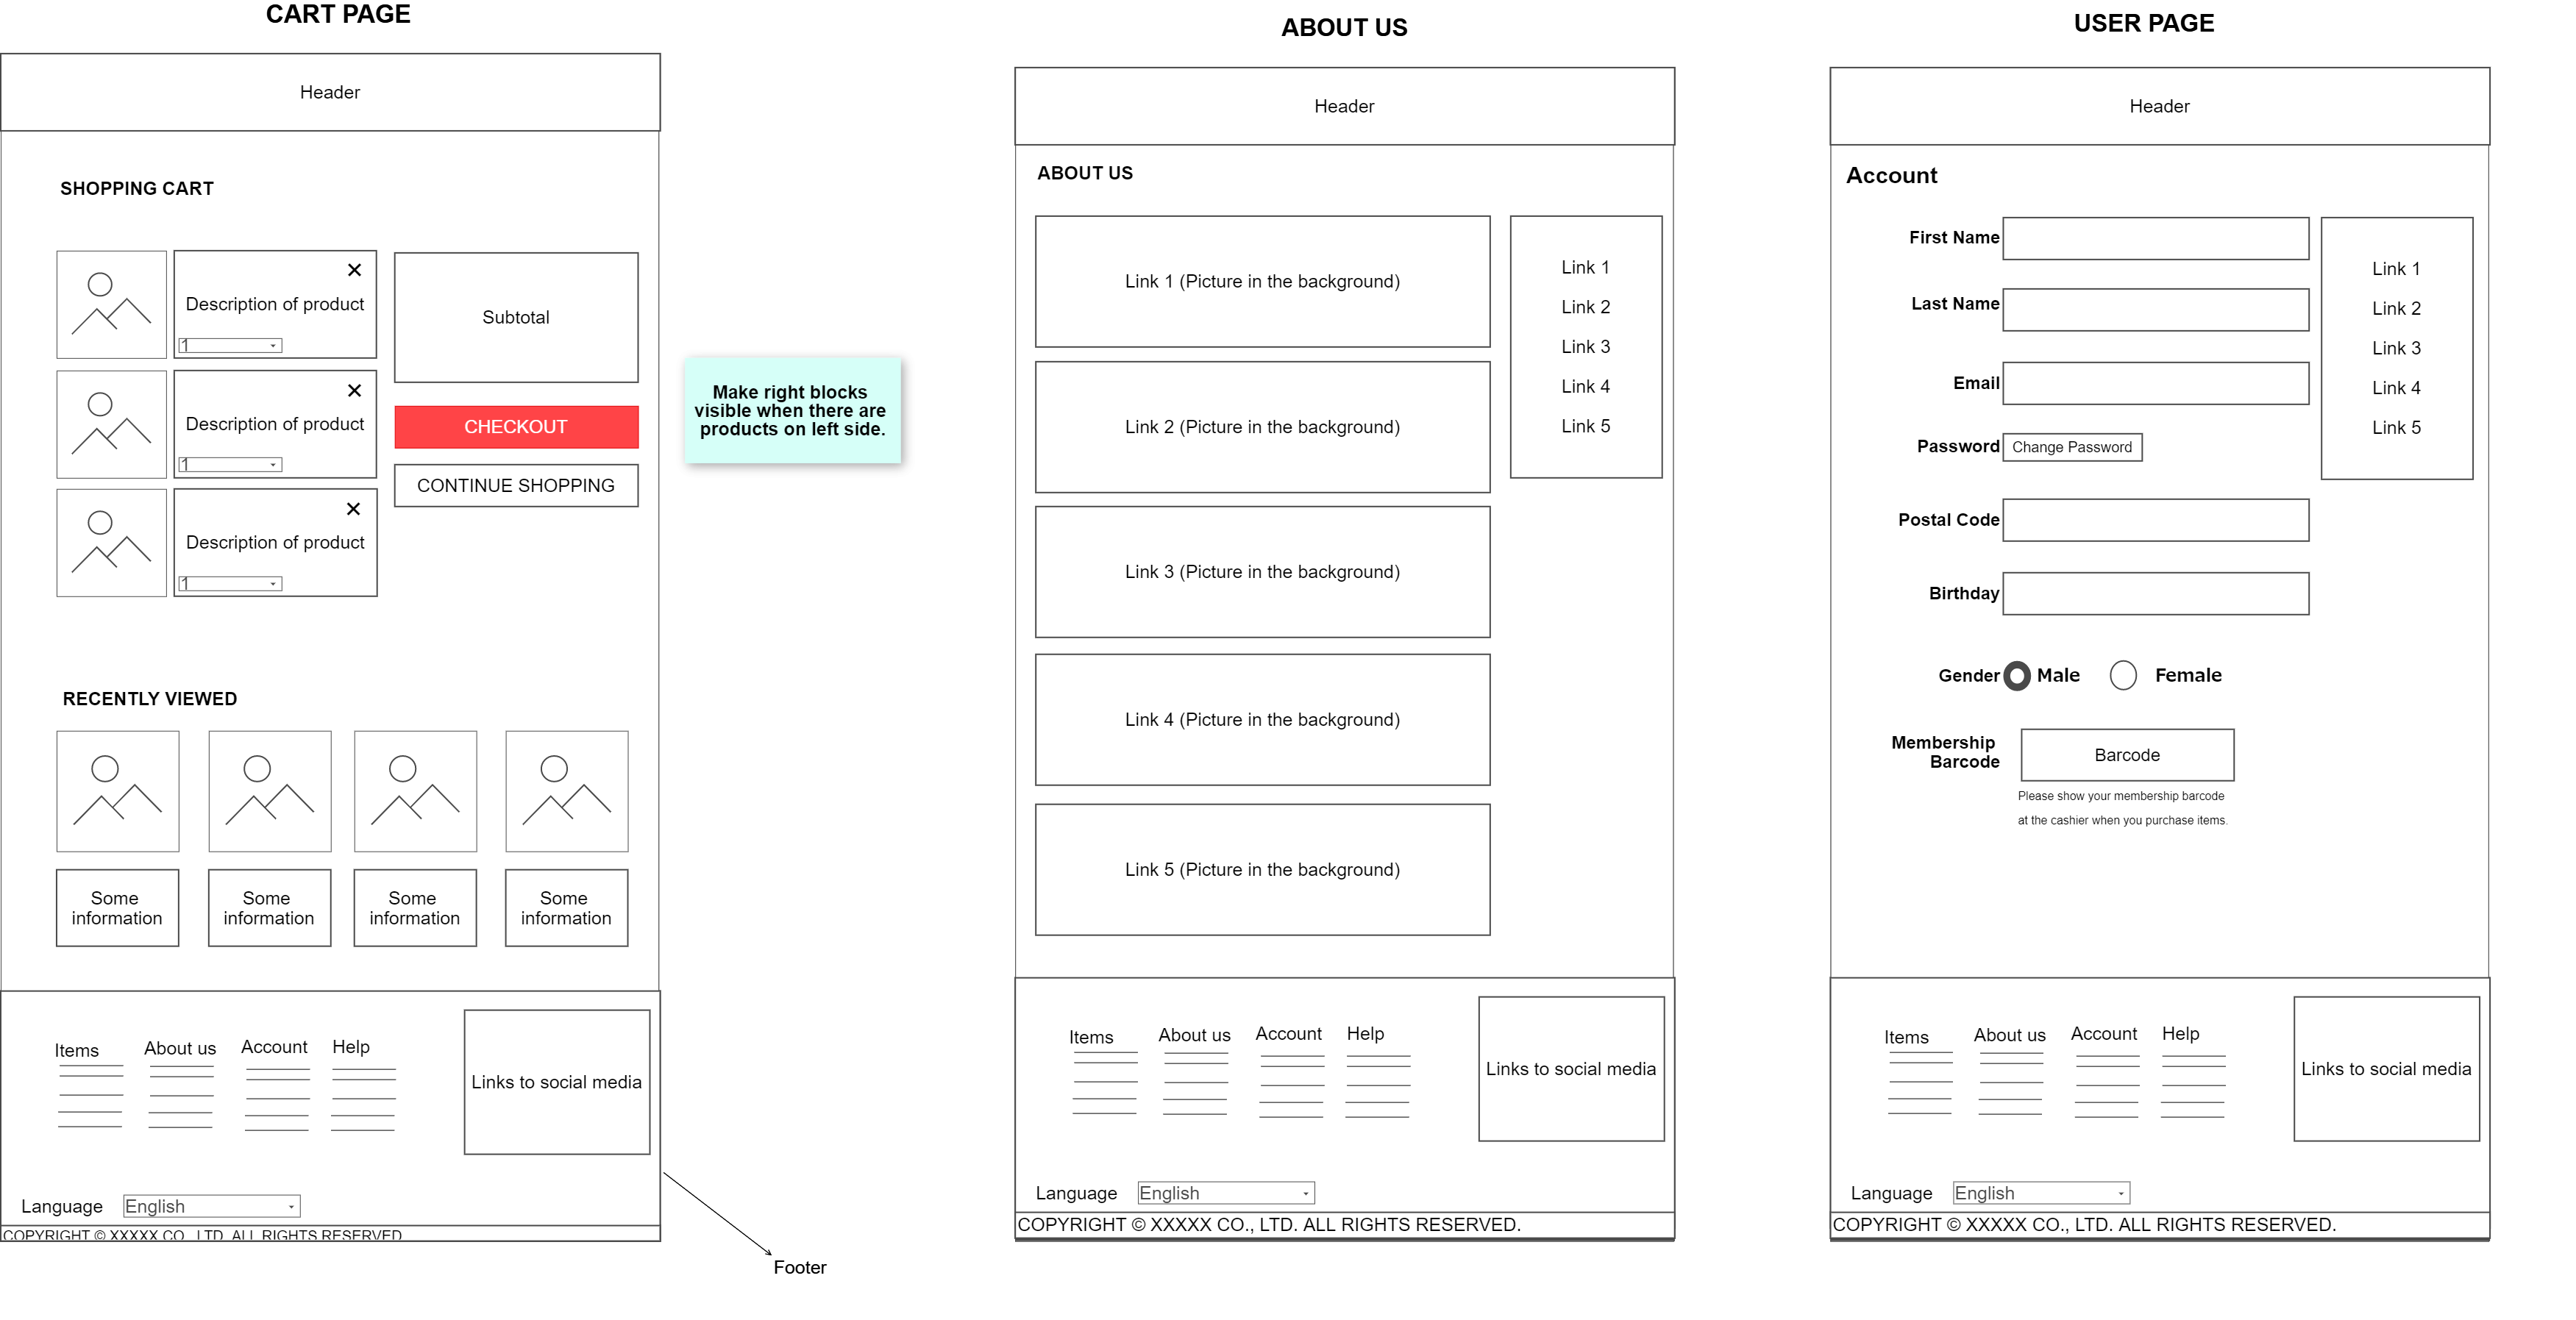 CART PAGE
Header
SHOPPING CART
Description of product
1
Subtotal
Description of product
1
CHECKOUT
CONTINUE SHOPPING
Description of product
1
Make right blocks
visible when there are
products on left side.
RECENTLY VIEWED
Some
information
Some
information
Some
information
Some
information
Items
About us
Account
Help
Links to social media
Language
English
COPYRIGHT © XXXXX CO., LTD. ALL RIGHTS RESERVED.
Footer
ABOUT US
Header
ABOUT US
Link 1 (Picture in the background)
Link 2 (Picture in the background)
Link 3 (Picture in the background)
Link 4 (Picture in the background)
Link 5 (Picture in the background)
Link 1
Link 2
Link 3
Link 4
Link 5
Items
About us
Account
Help
Links to social media
Language
English
COPYRIGHT © XXXXX CO., LTD. ALL RIGHTS RESERVED.
USER PAGE
Header
Account
First Name
Last Name
Email
Password
Change Password
Postal Code
Birthday
Gender
Male
Female
Membership
Barcode
Barcode
Please show your membership barcode
at the cashier when you purchase items.
Link 1
Link 2
Link 3
Link 4
Link 5
Items
About us
Account
Help
Links to social media
Language
English
COPYRIGHT © XXXXX CO., LTD. ALL RIGHTS RESERVED.